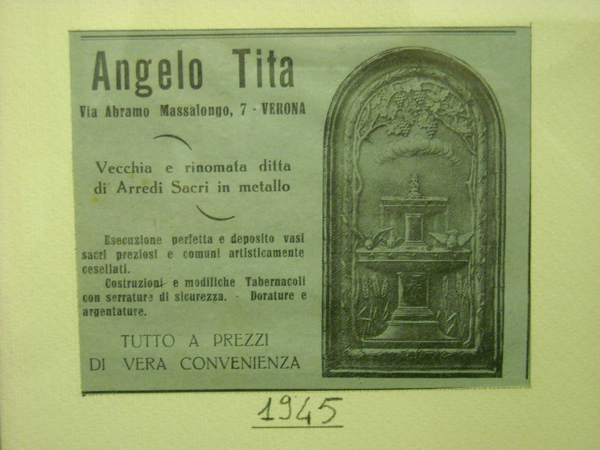 Angelo Tita
Via Abramo Massalongo, 7 - VERONA
Vecchia e rinomata ditta
di Arredi Sacri in metallo
Esecuzione perfetta e deposito vasi
sacri preziosi e comuni artisticamente
cesellati.
Costruzioni e modifiche Tabernacoli
con serrature di sicurezza. - Dorature e
argentature.
TUTTO A PREZZI
DI VERA CONVENIENZA
1945